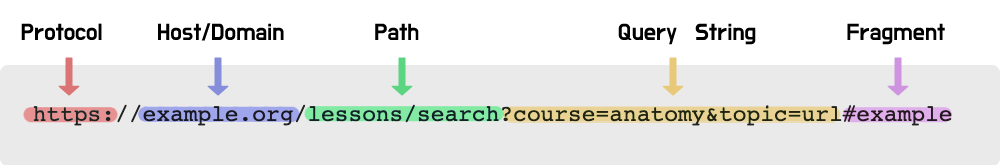 Protocol Host/Domain Path Query String Fragment
https://example.org/lessons/search?course=anatomy&topic=url#example